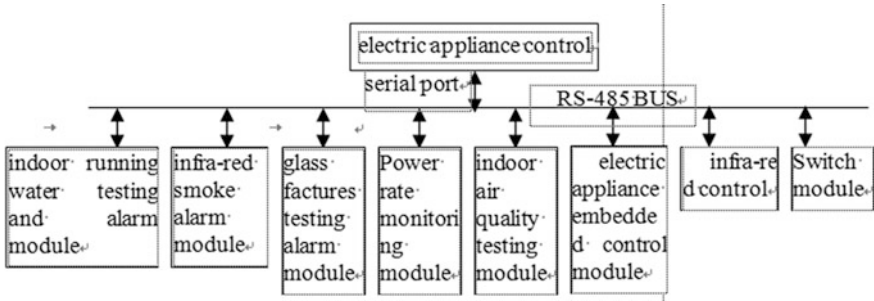 electric appliance control
serial port
RS-485 BUS
indoor running
water testing
and alarm
module
infra-red
smoke
alarm
module
glass
factures
testing
alarm
module
Power
rate
monitori
ng
module
indoor
air
quality
testing
module
electric
appliance
embedde
d control
module
infra-re
d control
Switch
module